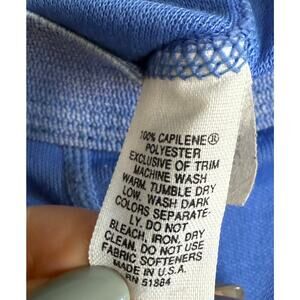 100% CAPILENE®
POLYESTER
EXCLUSIVE OF TRIM
MACHINE WASH
WARM, TUMBLE DRY
LOW. WASH DARK
COLORS SEPARATE-
LY. DO NOT
BLEACH, IRON, DRY
CLEAN. DO NOT USE
FABRIC SOFTENERS
MADE IN U.S.A.
RN 51884